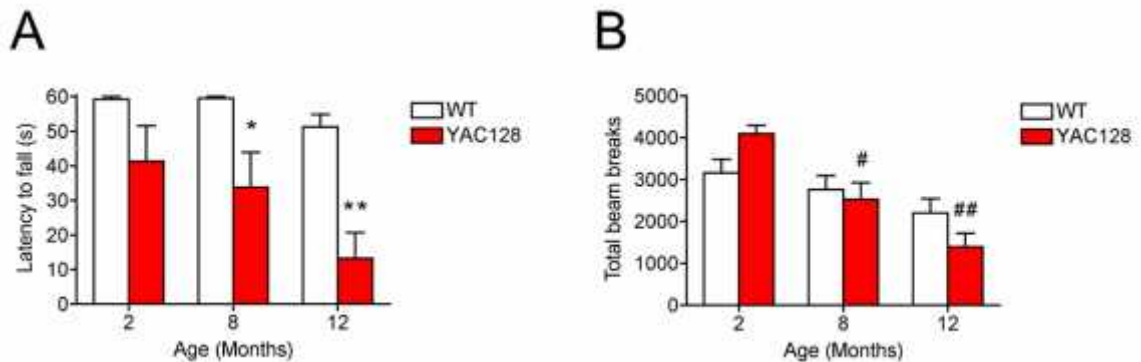 A
Latency to fall (s)
60
50
40
30
20
10
0
*
**
2 8 12
Age (Months)
WT
YAC128
B
Total beam breaks
5000
4000
3000
2000
1000
0
#
##
2 8 12
Age (Months)
WT
YAC128